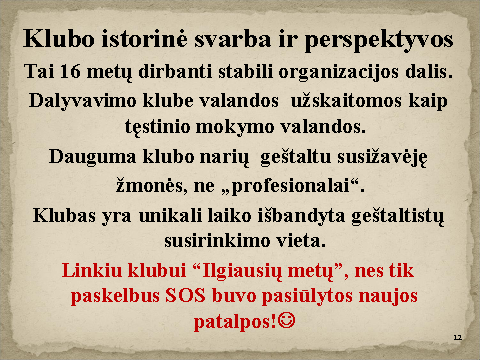 Klubo istorinė svarba ir perspektyvos
Tai 16 metų dirbanti stabili organizacijos dalis.
Dalyvavimo klube valandos  užskaitomos kaip
tęstinio mokymo valandos.
Dauguma klubo narių  geštaltu susižavėję
žmonės, ne „profesionalai“.
Klubas yra unikali laiko išbandyta geštaltistų
susirinkimo vieta.
Linkiu klubui “Ilgiausių metų”, nes tik
paskelbus SOS buvo pasiūlytos naujos
patalpos!☺
12